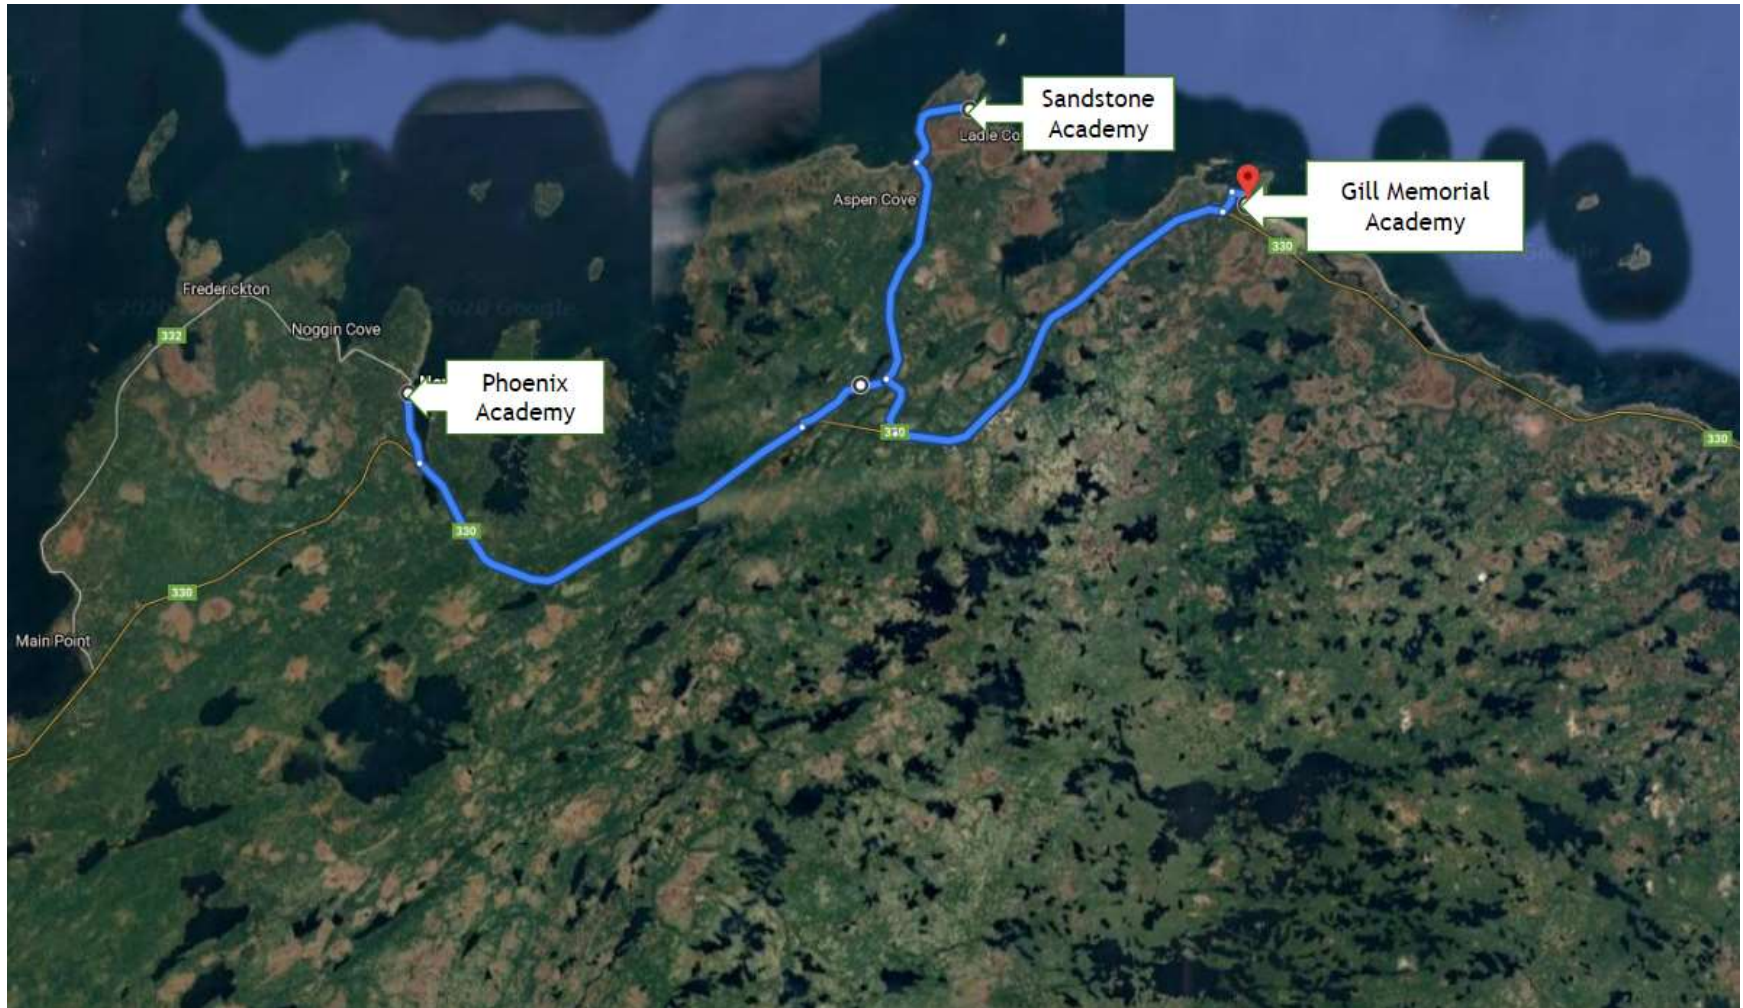 Sandstone
Academy
Ladle Co
Gill Memorial
Academy
Aspen Cove
330
Frederickton
Noggin Cove
332
Phoenix
Academy
330
330
330
330
Main Point